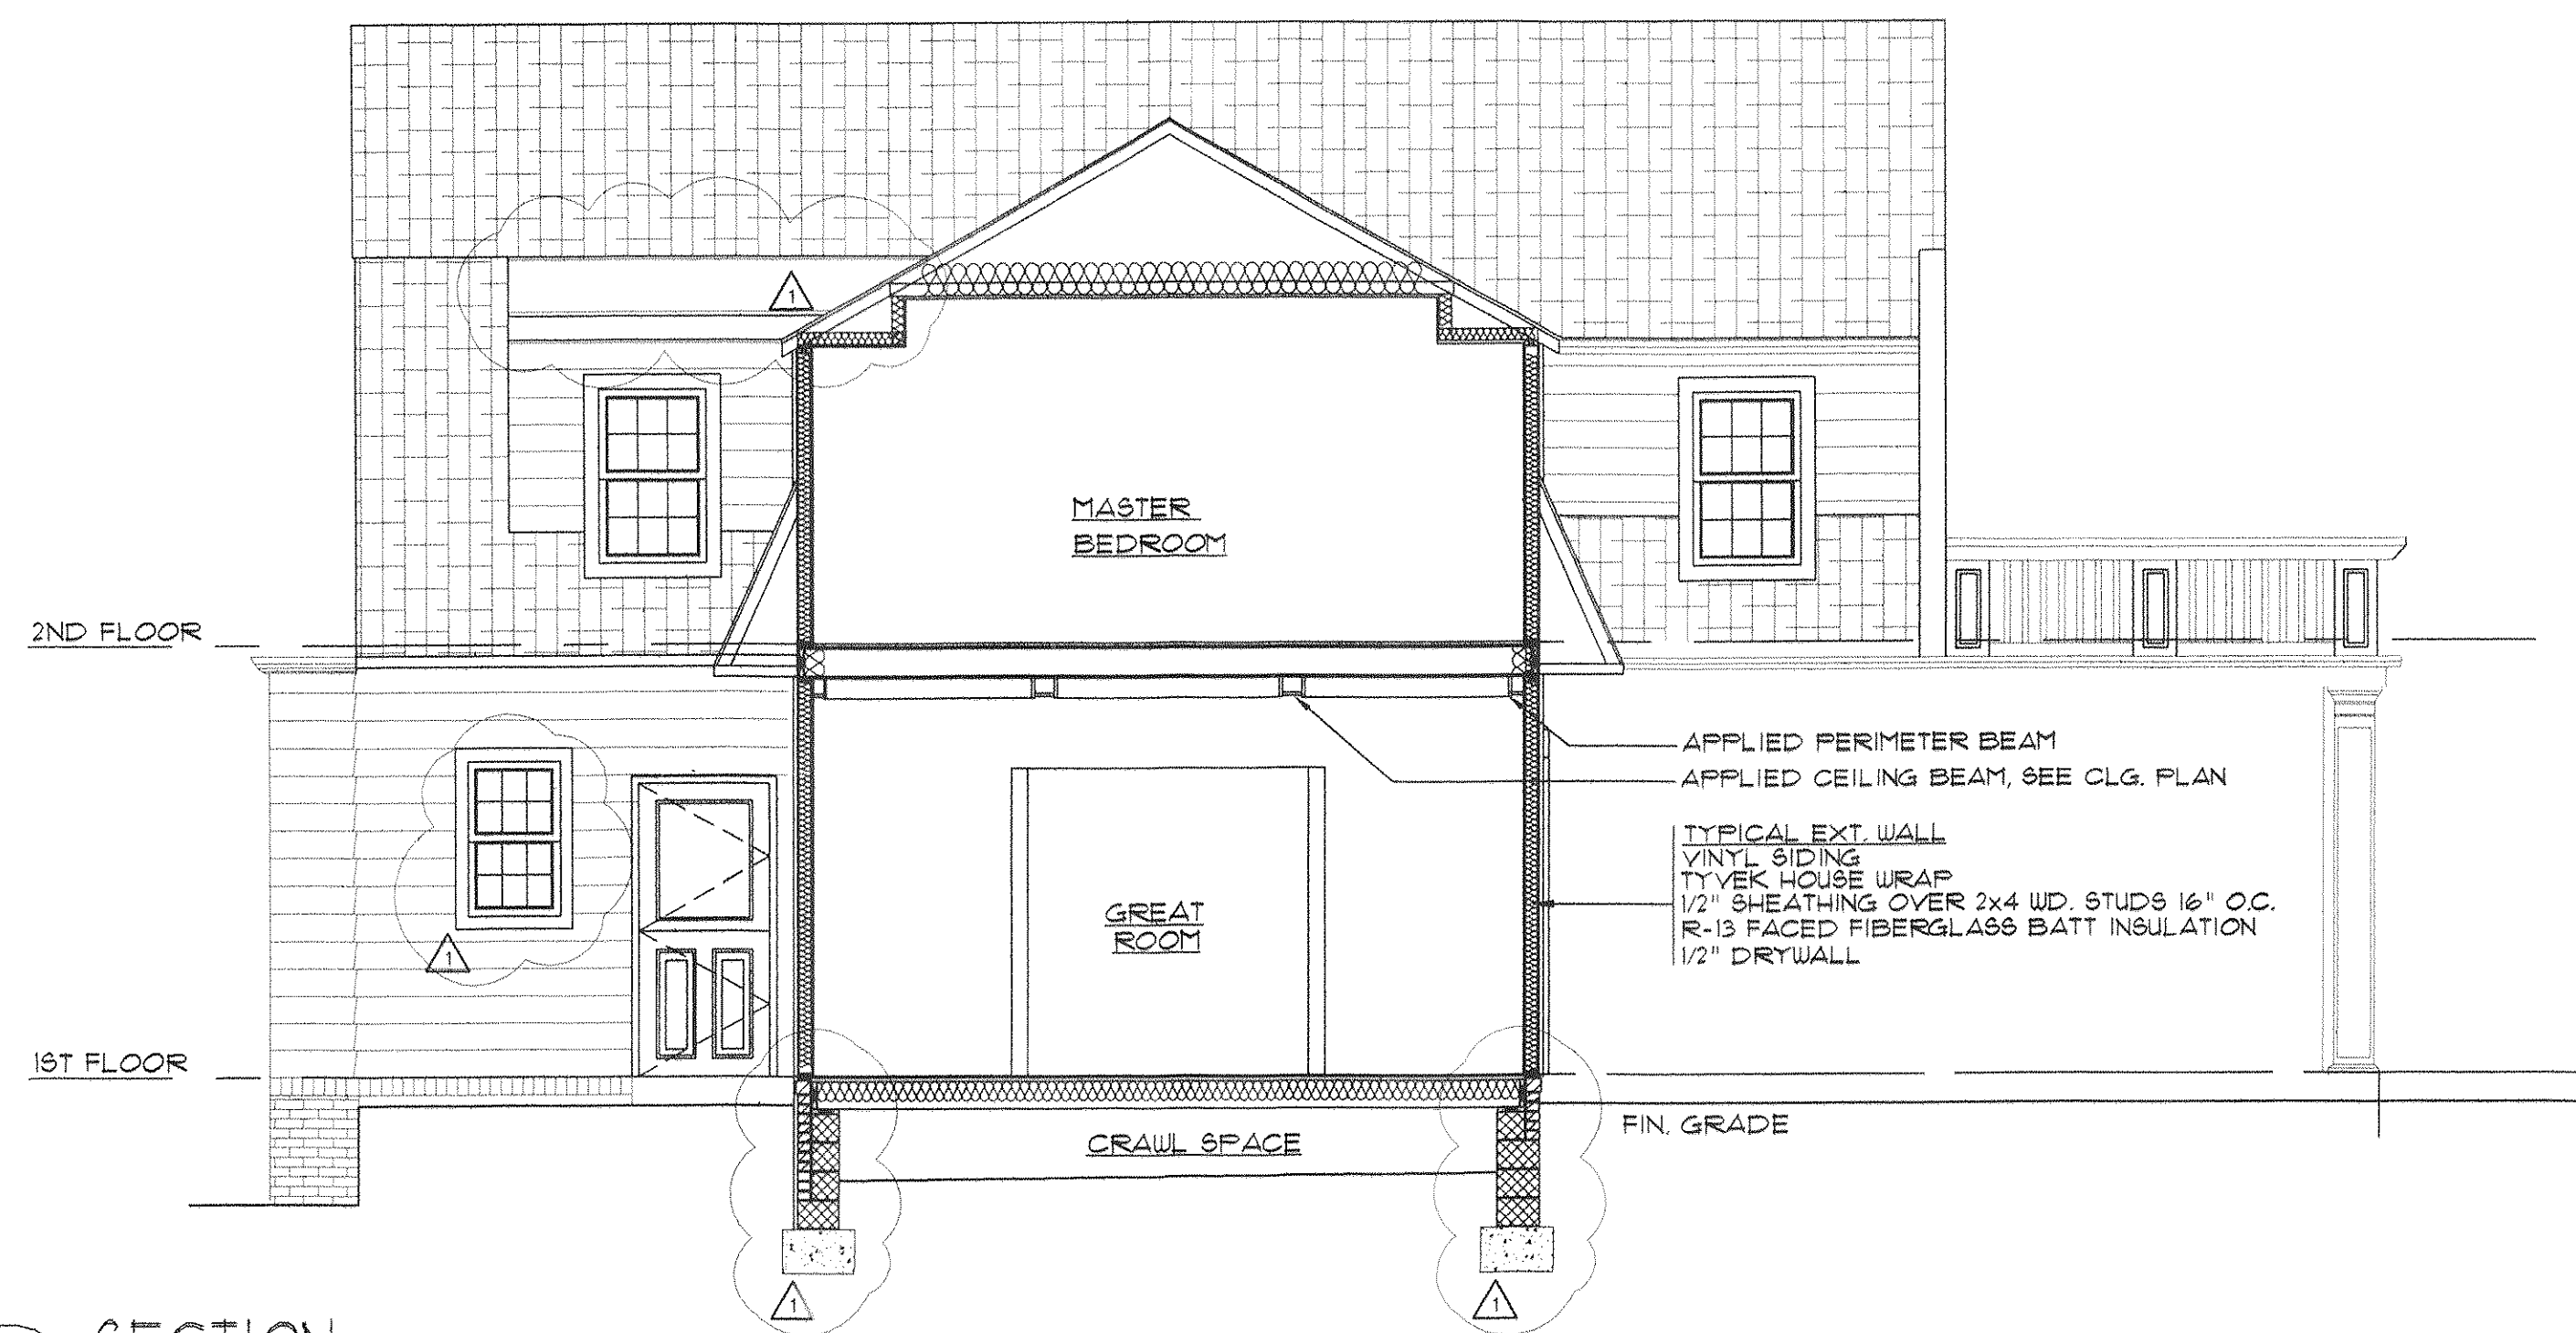 1
MASTER
BEDROOM
2ND FLOOR
APPLIED PERIMETER BEAM
APPLIED CEILING BEAM, SEE CLG. PLAN
TYPICAL EXT. WALL
VINYL SIDING
TYVEK HOUSE WRAP
1/2" SHEATHING OVER 2x4 WD. STUDS 16" O.C.
R-13 FACED FIBERGLASS BATT INSULATION
1/2" DRYWALL
GREAT
ROOM
1
1ST FLOOR
FIN. GRADE
CRAWL SPACE
1
1
SECTION